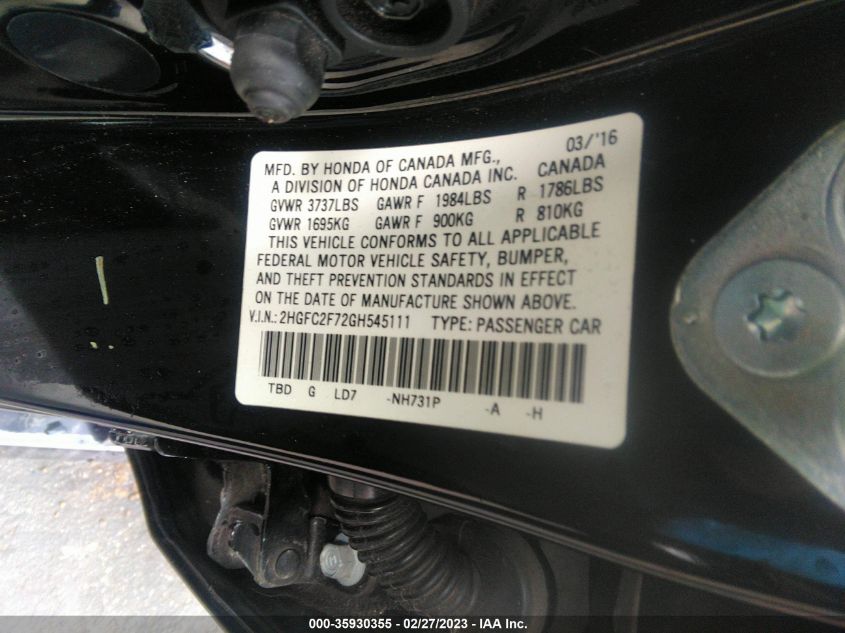 03/'16
MFD. BY HONDA OF CANADA MFG.,
A DIVISION OF HONDA CANADA INC. CANADA
GVWR 3737LBS GAWR F 1984LBS R 1786LBS
GVWR 1695KG GAWR F 900KG R 810KG
THIS VEHICLE CONFORMS TO ALL APPLICABLE
FEDERAL MOTOR VEHICLE SAFETY, BUMPER,
AND THEFT PREVENTION STANDARDS IN EFFECT
ON THE DATE OF MANUFACTURE SHOWN ABOVE.
V.I.N.: 2HGFC2F72GH545111 TYPE: PASSENGER CAR
TBD G LD7 -NH731P -A -H
000-35930355 - 02/27/2023 - IAA Inc.